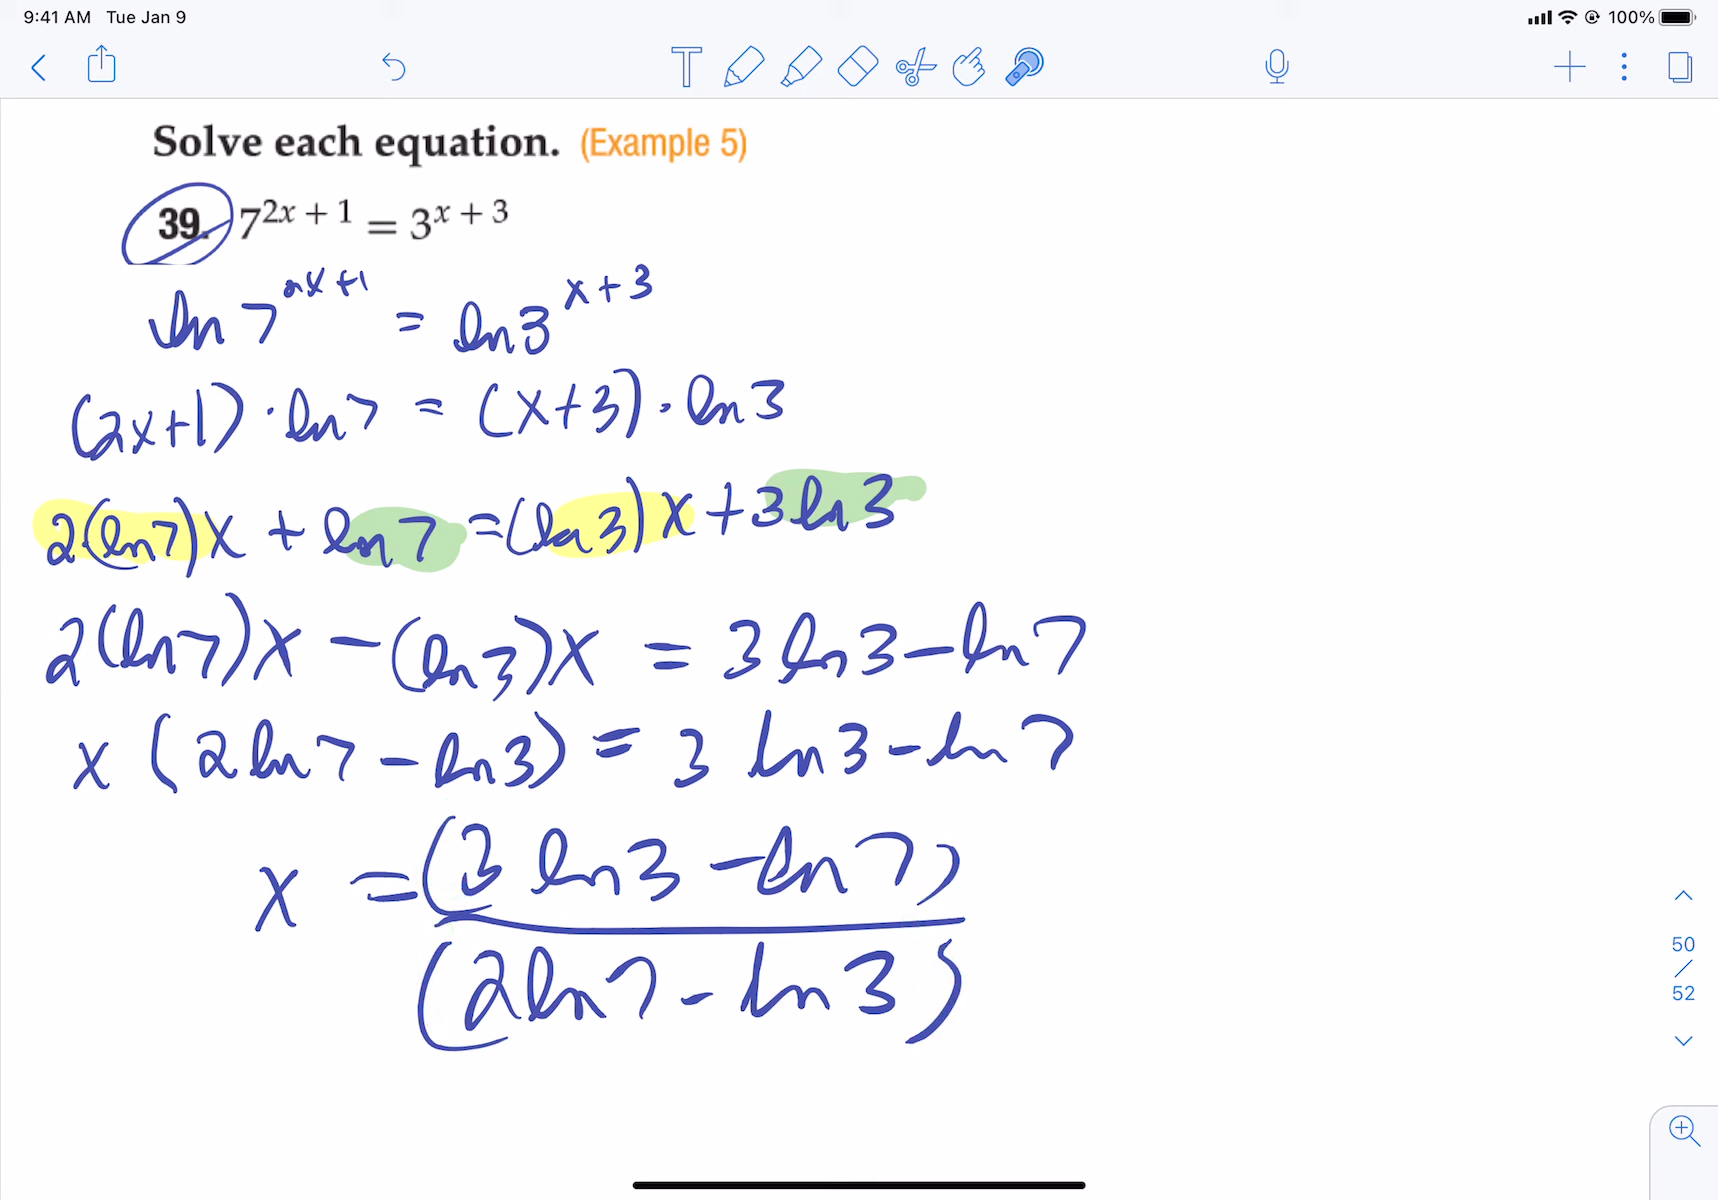 9:41 AM Tue Jan 9 100%
Solve each equation. (Example 5)
39. 7^{2x + 1} = 3^{x + 3}
ln 7^{2x+1} = ln 3^{x+3}
(2x+1) · ln 7 = (x+3) · ln 3
2(ln 7)x + ln 7 = (ln 3)x + 3 ln 3
2(ln 7)x - (ln 3)x = 3 ln 3 - ln 7
x (2 ln 7 - ln 3) = 3 ln 3 - ln 7
x = (3 ln 3 - ln 7)
(2 ln 7 - ln 3)
50
/
52